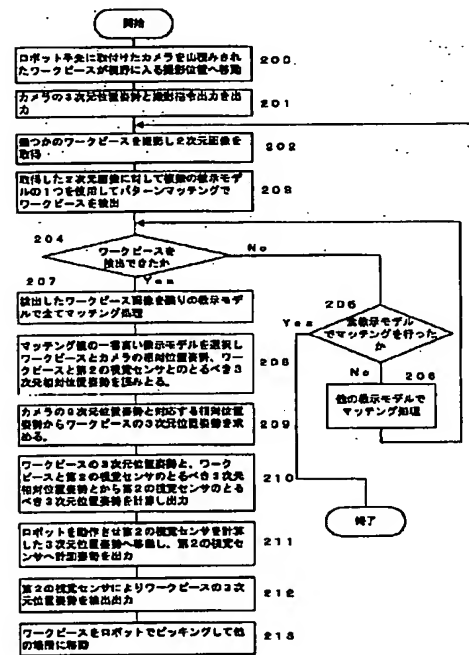 開始
ロボット手先に取付けたカメラを山積みされ
たワークピースが視野に入る撮影位置へ移動
200
カメラの3次元位置姿勢と撮影指令出力を出
力
201
幾つかのワークピースを撮影し2次元画像を
取得
202
取得した2次元画像に対して複数の教示モデ
ルの1つを使用してパターンマッチングで
ワークピースを検出
203
204
ワークピースを
検出できたか
No
Yes
207
検出したワークピース画像を残りの教示モデ
ルで全てマッチング処理
205
全教示モデル
でマッチングを行ったか
Yes
No
206
他の教示モデルで
マッチング処理
マッチング値の一番高い教示モデルを選択し
ワークピースとカメラの相対位置姿勢、ワー
クピースと第2の視覚センサとのとるべき3
次元相対位置姿勢を読みとる。
208
カメラの3次元位置姿勢と対応する相対位置
姿勢からワークピースの3次元位置姿勢を求
める。
209
ワークピースの3次元位置姿勢と、ワーク
ピースと第2の視覚センサのとるべき3次元
相対位置姿勢とから第2の視覚センサのとる
べき3次元位置姿勢を計算し出力
210
終了
ロボットを動作させ第2の視覚センサを計算
した3次元位置姿勢へ移動し、第2の視覚セ
ンサへ計測姿勢を出力
211
第2の視覚センサによりワークピースの3次
元位置姿勢を検出出力
212
ワークピースをロボットでピッキングして他
の場所に移動
213